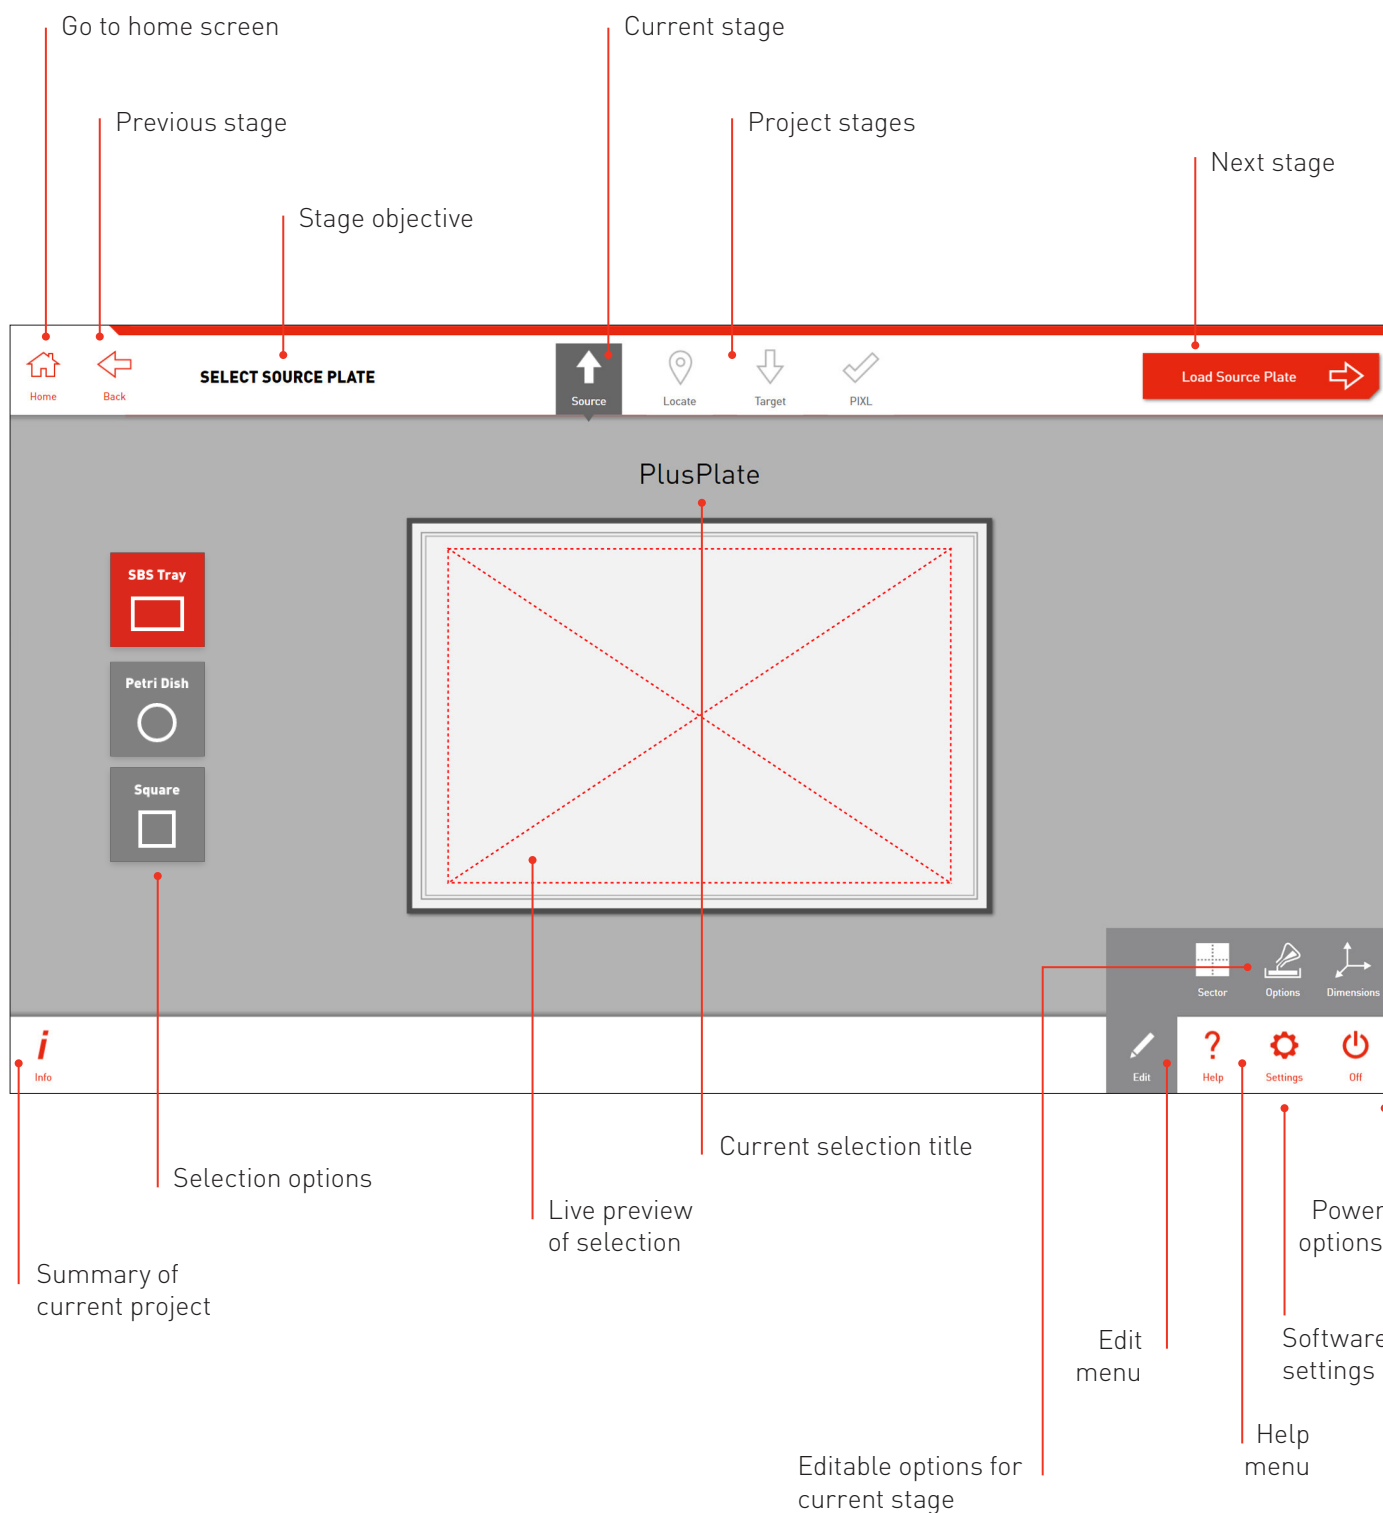 Go to home screen
Current stage
Previous stage
Project stages
Next stage
Stage objective
Home
Back
SELECT SOURCE PLATE
Source
Locate
Target
PIXL
Load Source Plate
PlusPlate
SBS Tray
Petri Dish
Square
Sector
Options
Dimensions
i
Info
Edit
?
Help
Settings
Off
Current selection title
Selection options
Live preview
of selection
Power
options
Summary of
current project
Edit
menu
Software
settings
Help
menu
Editable options for
current stage